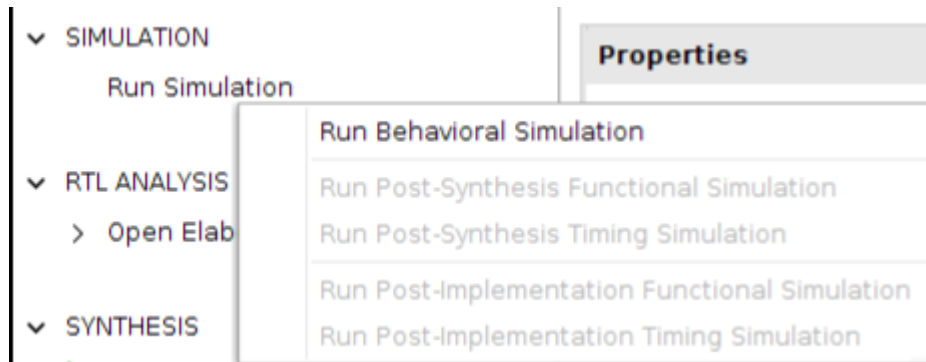 SIMULATION
Run Simulation
Properties
Run Behavioral Simulation
RTL ANALYSIS
Run Post-Synthesis Functional Simulation
Open Elab
Run Post-Synthesis Timing Simulation
Run Post-Implementation Functional Simulation
SYNTHESIS
Run Post-Implementation Timing Simulation